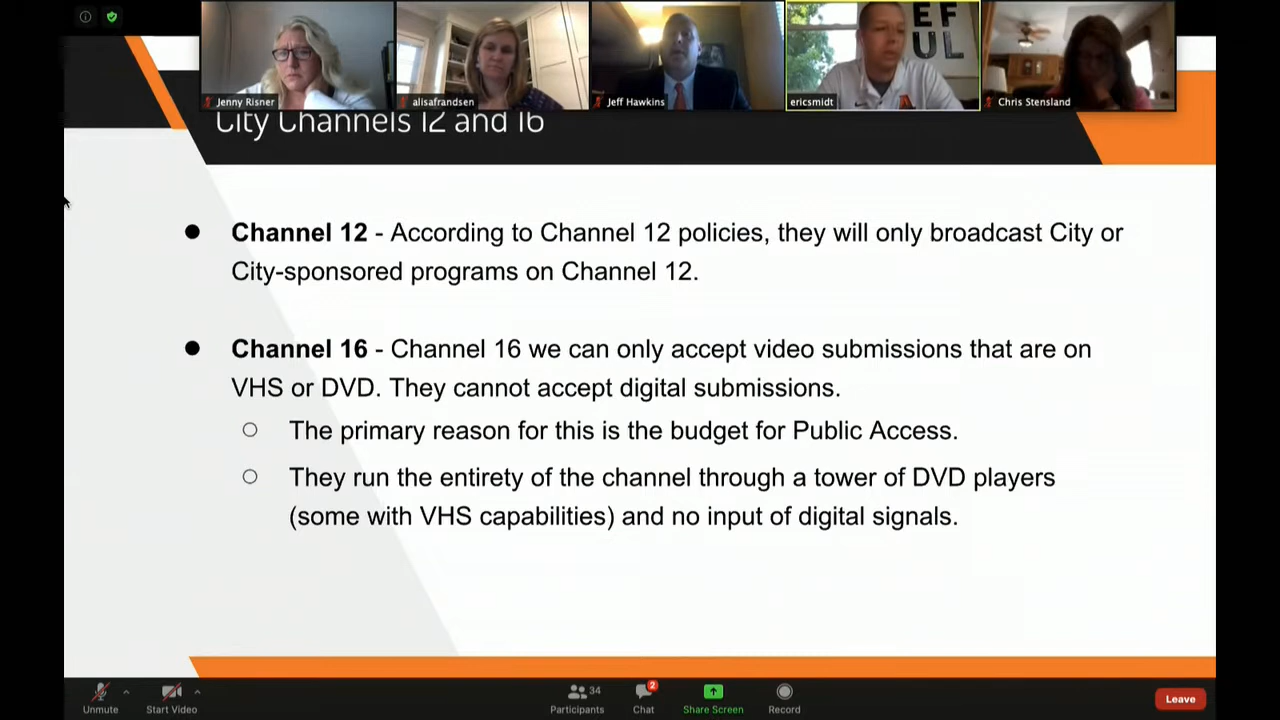 EF
UL
Jenny Risner
alisafrandsen
Jeff Hawkins
ericsmidt
Chris Stensland
City Channels 12 and 16
Channel 12 - According to Channel 12 policies, they will only broadcast City or
City-sponsored programs on Channel 12.
Channel 16 - Channel 16 we can only accept video submissions that are on
VHS or DVD. They cannot accept digital submissions.
The primary reason for this is the budget for Public Access.
They run the entirety of the channel through a tower of DVD players
(some with VHS capabilities) and no input of digital signals.
Unmute
Start Video
34
Participants
2
Chat
Share Screen
Record
Leave